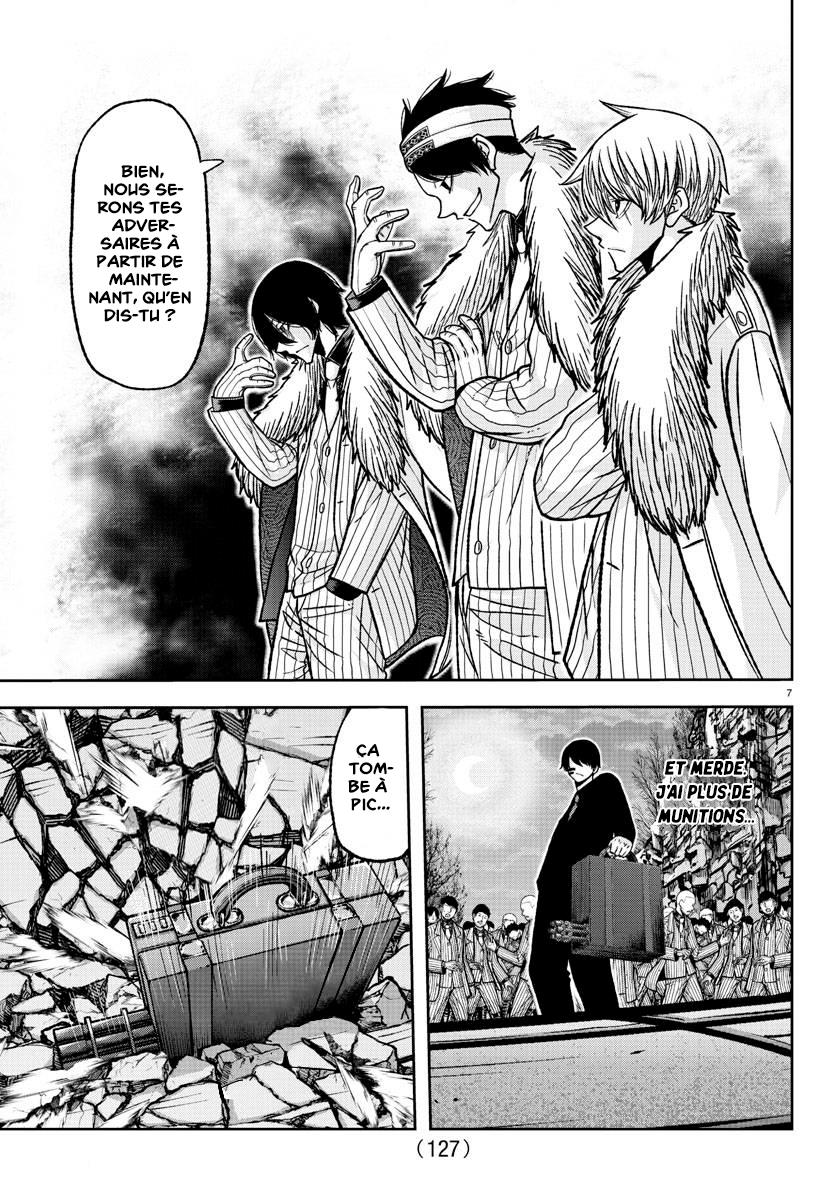 BIEN,
NOUS SE-
RONS TES
ADVER-
SAIRES À
PARTIR DE
MAINTE-
NANT, QU'EN
DIS-TU ?
7
ET MERDE,
J'AI PLUS DE
MUNITIONS...
ÇA
TOM-
BE À
PIC...
(127)